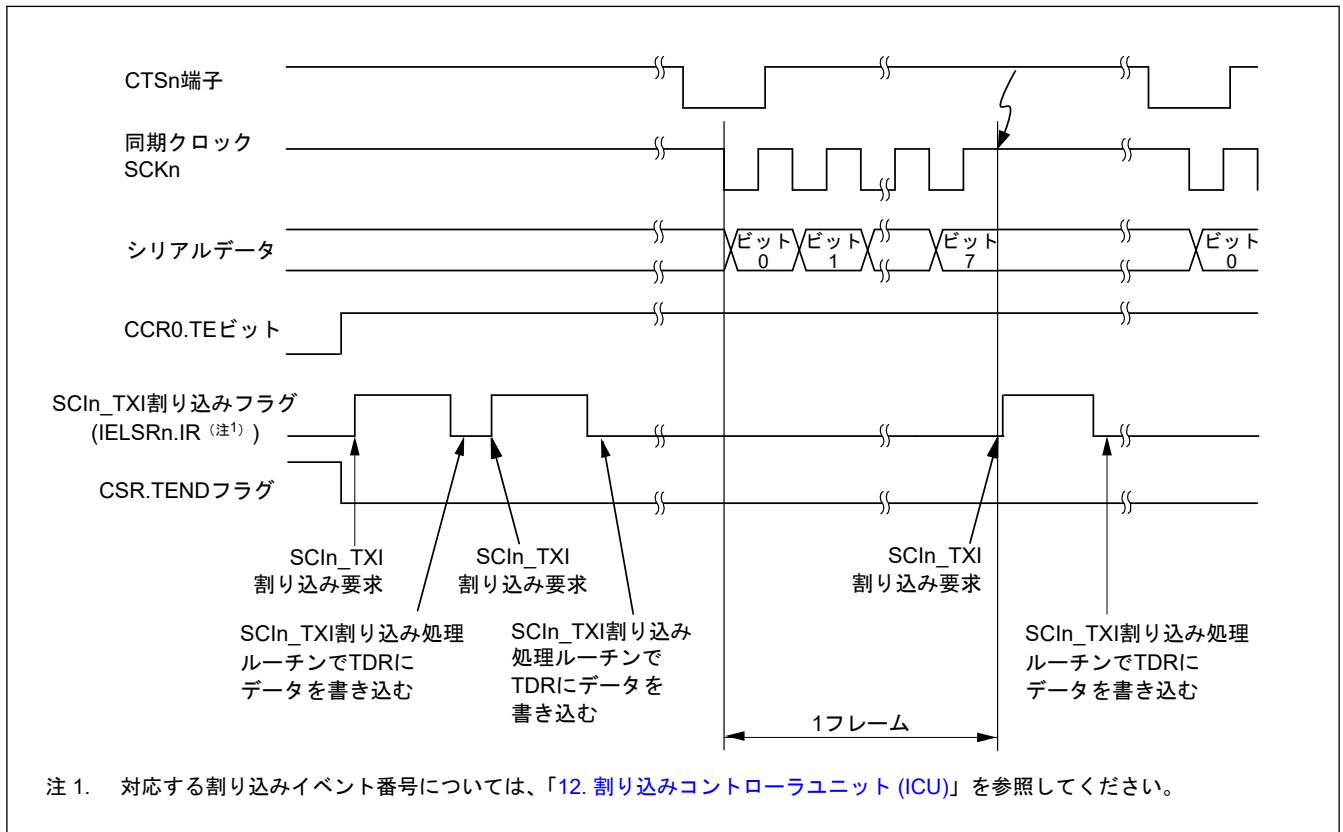 CTSn端子
同期クロック
SCKn
シリアルデータ
ビット
0
ビット
1
ビット
7
ビット
0
CCR0.TEビット
SCIn_TXI割り込みフラグ
(IELSRn.IR（注1）)
CSR.TENDフラグ
SCIn_TXI
割り込み要求
SCIn_TXI
割り込み要求
SCIn_TXI
割り込み要求
SCIn_TXI割り込み処理
ルーチンでTDRに
データを書き込む
SCIn_TXI割り込み
処理ルーチンで
TDRにデータを
書き込む
SCIn_TXI割り込み処理
ルーチンでTDRに
データを書き込む
1フレーム
注 1. 対応する割り込みイベント番号については、「12. 割り込みコントローラユニット (ICU)」を参照してください。